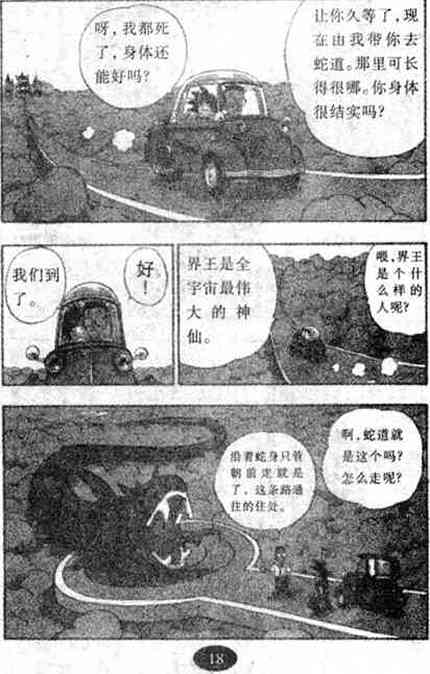 让你久等了,现
在由我带你去
蛇道。那里可长
得很哪。你身体
很结实吗?
呀,我都死
了,身体还
能好吗?
喂,界王
是个什
么样的
人呢?
界王是全
宇宙最伟
大的神
仙。
好!
我们到
了。
啊,蛇道就
是这个吗?
怎么走呢?
沿着蛇身只管
朝前走就是
了,这条路通
往的住处。
18